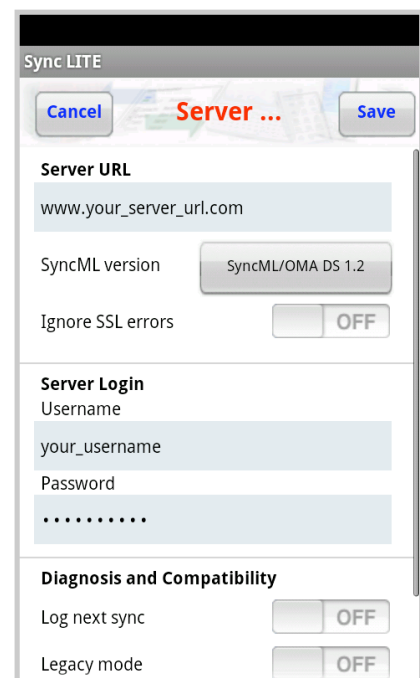 Sync LITE
Cancel Server ... Save
Server URL
www.your_server_url.com
SyncML version SyncML/OMA DS 1.2
Ignore SSL errors OFF
Server Login
Username
your_username
Password
••••••••••
Diagnosis and Compatibility
Log next sync OFF
Legacy mode OFF